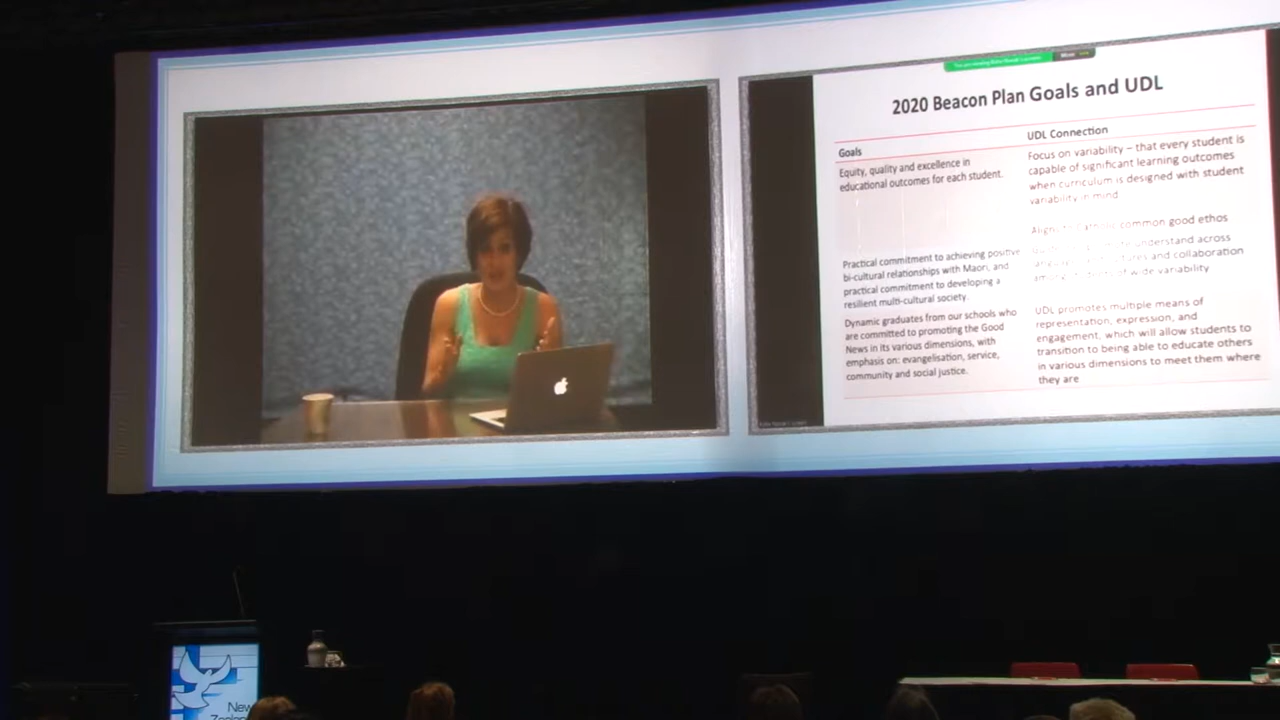 2020 Beacon Plan Goals and UDL
Goals
UDL Connection
Equity, quality and excellence in
educational outcomes for each student.
Focus on variability – that every student is
capable of significant learning outcomes
when curriculum is designed with student
variability in mind
common good ethos
Practical commitment to achieving positive
bi-cultural relationships with Maori, and
practical commitment to developing a
resilient multi-cultural society.
understand across
and collaboration
of wide variability
Dynamic graduates from our schools who
are committed to promoting the Good
News in its various dimensions, with
emphasis on: evangelisation, service,
community and social justice.
UDL promotes multiple means of
representation, expression, and
engagement, which will allow students to
transition to being able to educate others
in various dimensions to meet them where
they are
New